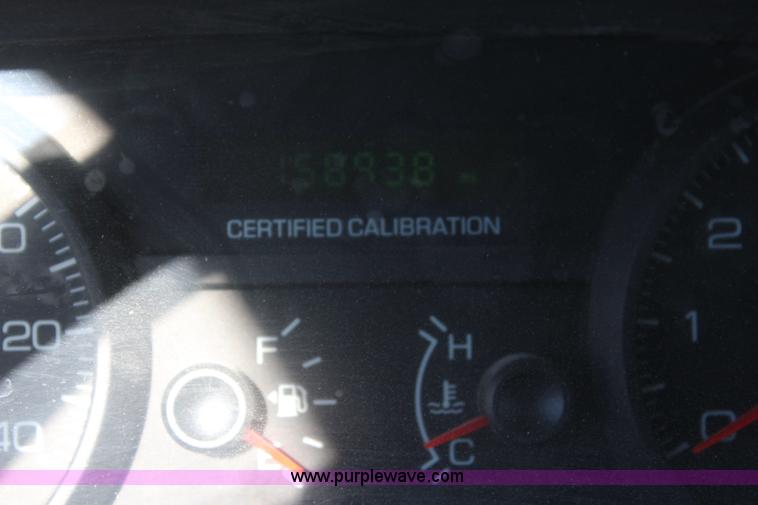 158938
CERTIFIED CALIBRATION
F
H
2
1
20
40
E
C
0
www.purplewave.com